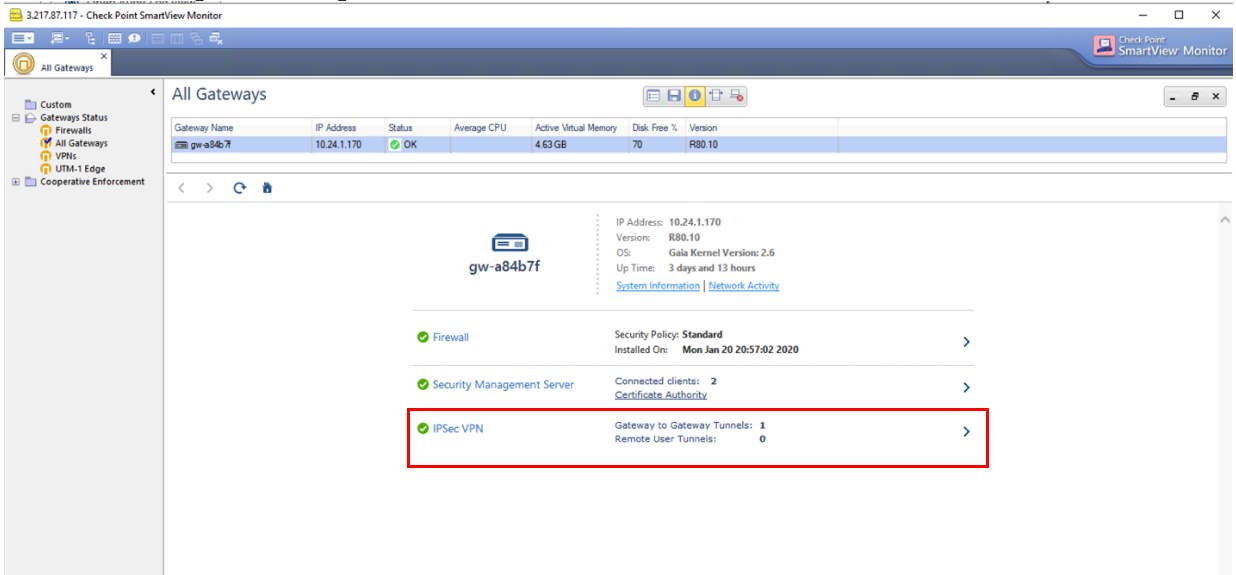 3.217.87.117 - Check Point SmartView Monitor
Check Point
SmartView Monitor
All Gateways
Custom
Gateways Status
Firewalls
All Gateways
VPNs
UTM-1 Edge
Cooperative Enforcement
All Gateways
Gateway Name IP Address Status Average CPU Active Virtual Memory Disk Free % Version
gw-a84b7f 10.24.1.170 OK 4.63 GB 70 R80.10
gw-a84b7f
IP Address: 10.24.1.170
Version: R80.10
OS: Gaia Kernel Version: 2.6
Up Time: 3 days and 13 hours
System Information | Network Activity
Firewall
Security Policy: Standard
Installed On: Mon Jan 20 20:57:02 2020
Security Management Server
Connected clients: 2
Certificate Authority
IPSec VPN
Gateway to Gateway Tunnels: 1
Remote User Tunnels: 0